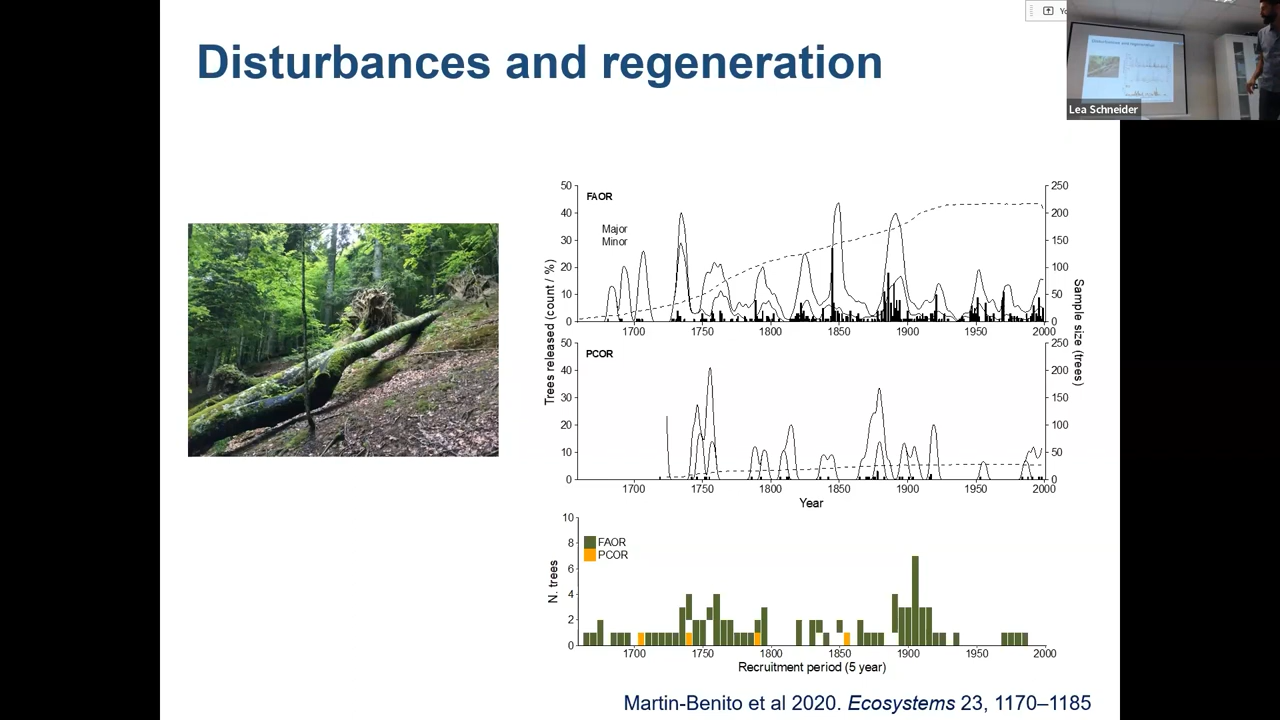 Disturbances and regeneration
Yo
Lea Schneider
Disturbances and regeneration
50
40
30
20
10
0
FAOR
Major
Minor
250
200
150
100
50
0
1700 1750 1800 1850 1900 1950 2000
Trees released (count / %)
Sample size (trees)
50
40
30
20
10
0
PCOR
250
200
150
100
50
0
1700 1750 1800 1850 1900 1950 2000
Year
10
8
6
4
2
0
N. trees
FAOR
PCOR
1700 1750 1800 1850 1900 1950 2000
Recruitment period (5 year)
Martin-Benito et al 2020. Ecosystems 23, 1170–1185